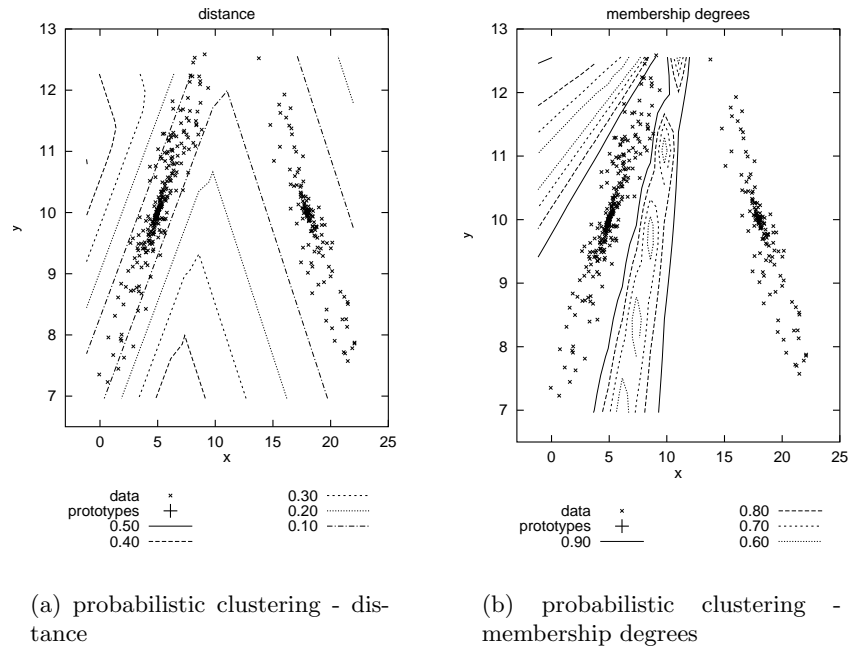 distance
13
12
11
10
9
8
7
y
0 5 10 15 20 25
x
data
prototypes
0.50
0.40
0.30
0.20
0.10
(a) probabilistic clustering - dis-
tance
membership degrees
13
12
11
10
9
8
7
y
0 5 10 15 20 25
x
data
prototypes
0.90
0.80
0.70
0.60
(b) probabilistic clustering -
membership degrees